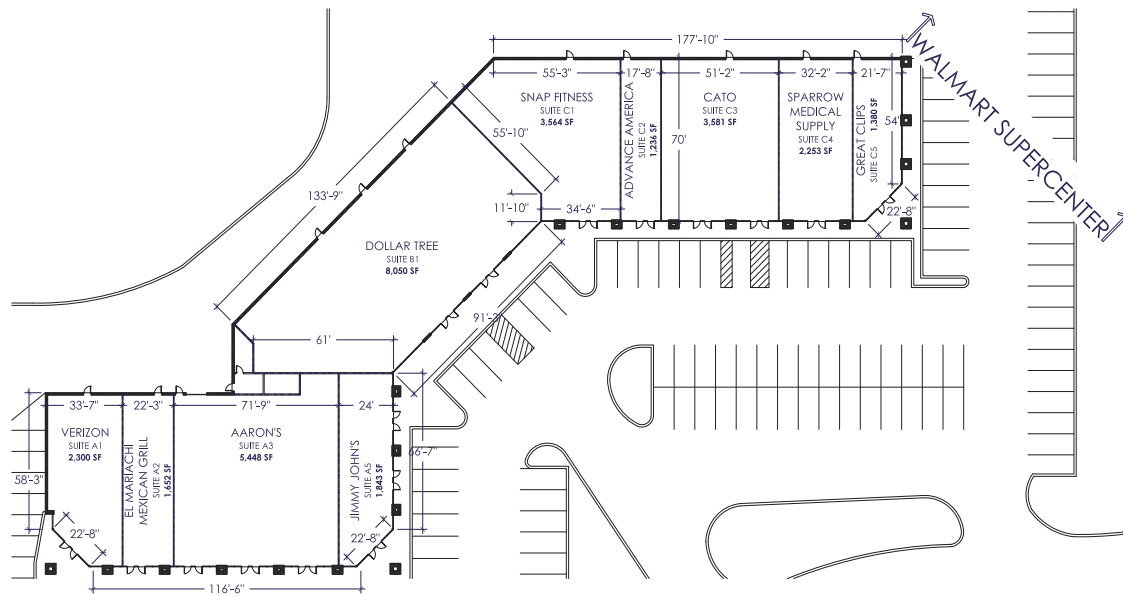 177'-10"
WALMART SUPERCENTER
55'-3"
17'-8"
51'-2"
32'-2"
21'-7"
SNAP FITNESS
SUITE C1
3,564 SF
ADVANCE AMERICA
SUITE C2
1,236 SF
CATO
SUITE C3
3,581 SF
SPARROW
MEDICAL
SUPPLY
SUITE C4
2,253 SF
GREAT CLIPS
SUITE C5
1,380 SF
54'
70'
55'-10"
133'-9"
11'-10"
34'-6"
22'-8"
DOLLAR TREE
SUITE B1
8,050 SF
91'-3"
61'
33'-7"
22'-3"
71'-9"
24'
VERIZON
SUITE A1
2,300 SF
EL MARIACHI
MEXICAN GRILL
SUITE A2
1,652 SF
AARON'S
SUITE A3
5,448 SF
JIMMY JOHN'S
SUITE A5
1,843 SF
66'-7"
58'-3"
22'-8"
22'-8"
116'-6"